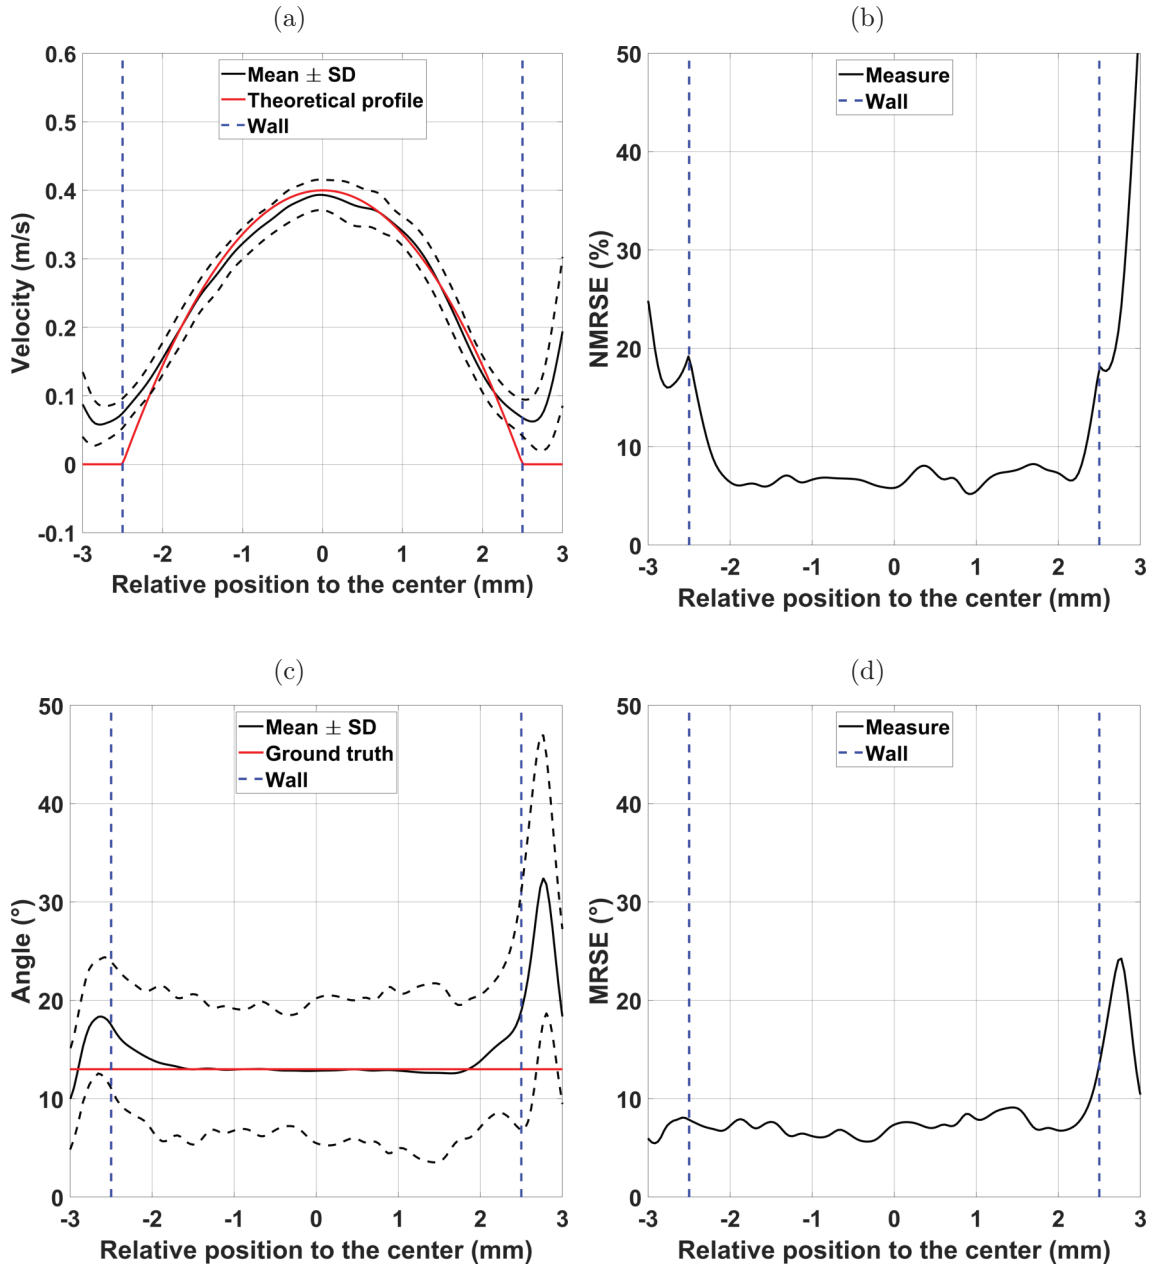 (a)
0.6
0.5
0.4
0.3
0.2
0.1
0
-0.1
Velocity (m/s)
Mean ± SD
Theoretical profile
Wall
-3 -2 -1 0 1 2 3
Relative position to the center (mm)
(b)
50
40
30
20
10
0
NMRSE (%)
Measure
Wall
-3 -2 -1 0 1 2 3
Relative position to the center (mm)
(c)
50
40
30
20
10
0
Angle (°)
Mean ± SD
Ground truth
Wall
-3 -2 -1 0 1 2 3
Relative position to the center (mm)
(d)
50
40
30
20
10
0
MRSE (°)
Measure
Wall
-3 -2 -1 0 1 2 3
Relative position to the center (mm)